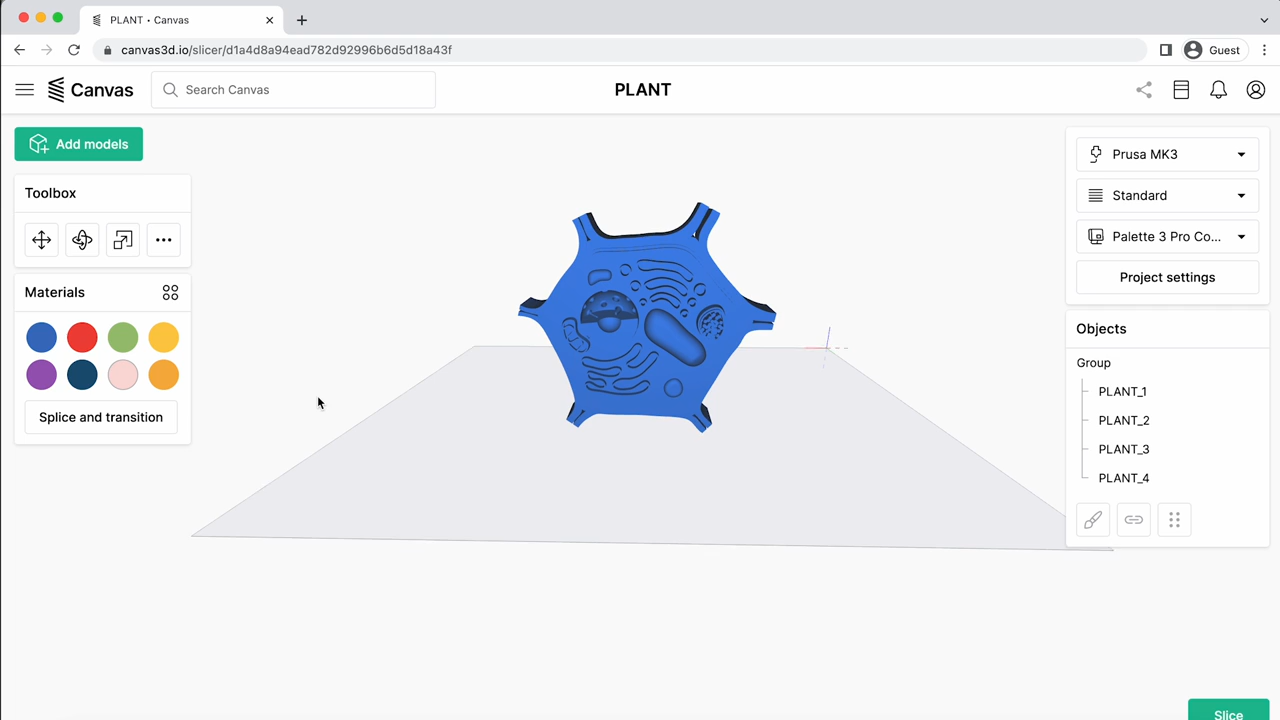 PLANT • Canvas
canvas3d.io/slicer/d1a4d8a94ead782d92996b6d5d18a43f
Guest
Canvas
Search Canvas
PLANT
Add models
Toolbox
Materials
Splice and transition
Prusa MK3
Standard
Palette 3 Pro Co...
Project settings
Objects
Group
PLANT_1
PLANT_2
PLANT_3
PLANT_4
Slice